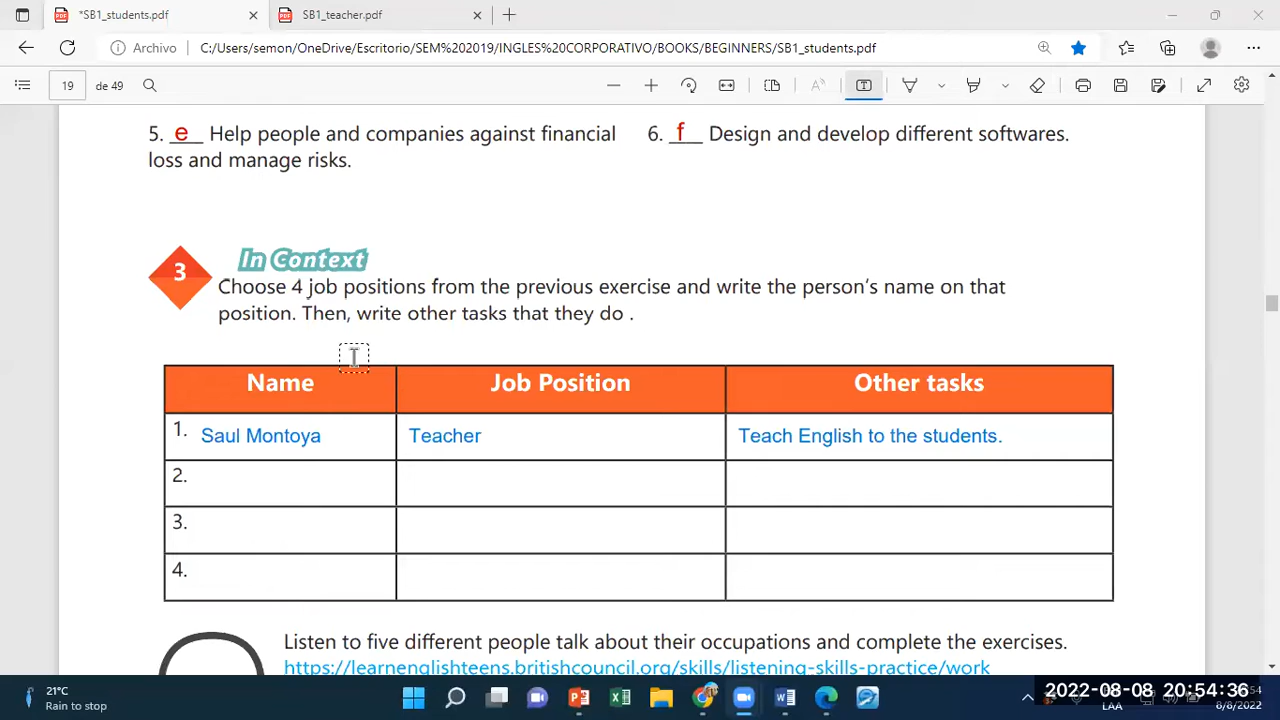 *SB1_students.pdf
SB1_teacher.pdf
Archivo
C:/Users/semon/OneDrive/Escritorio/SEM%202019/INGLES%20CORPORATIVO/BOOKS/BEGINNERS/SB1_students.pdf
19 de 49
5. e Help people and companies against financial
loss and manage risks.
6. f Design and develop different softwares.
3
In Context
Choose 4 job positions from the previous exercise and write the person's name on that
position. Then, write other tasks that they do .
Name Job Position Other tasks
1. Saul Montoya Teacher Teach English to the students.
2.
3.
4.
Listen to five different people talk about their occupations and complete the exercises.
https://learnenglishteens.britishcouncil.org/skills/listening-skills-practice/work
21°C
Rain to stop
2022-08-08 20:54:36
LAA
8/8/2022